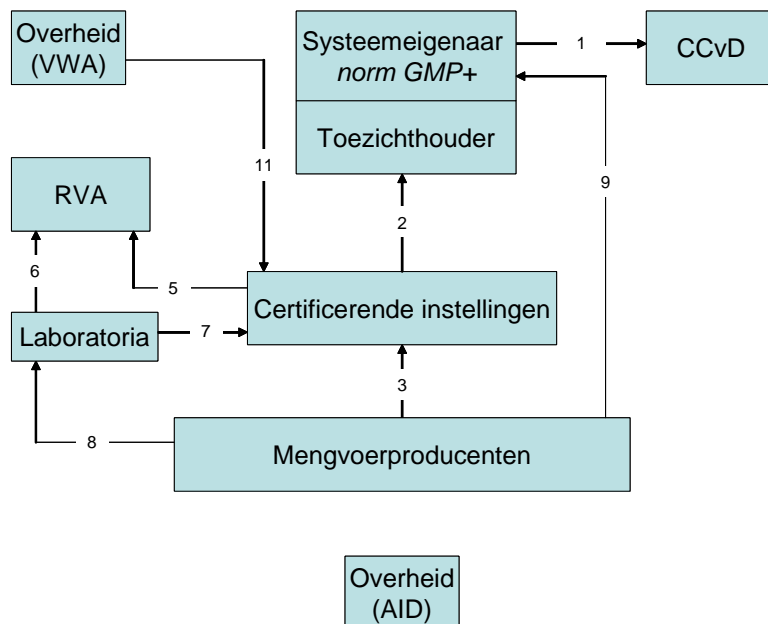 Overheid
(VWA)
Systeemeigenaar
norm GMP+
1
CCvD
Toezichthouder
11
9
RVA
2
6
5
Certificerende instellingen
Laboratoria
7
3
8
Mengvoerproducenten
Overheid
(AID)